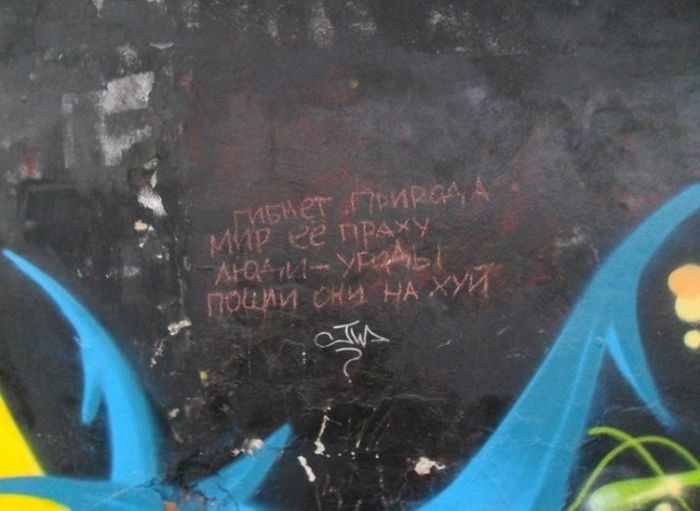 ГИБНЕТ ПРИРОДА
МИР ЕЕ ПРАХУ
ЛЮДИ – УРОДЫ
ПОШЛИ ОНИ НА ХУЙ